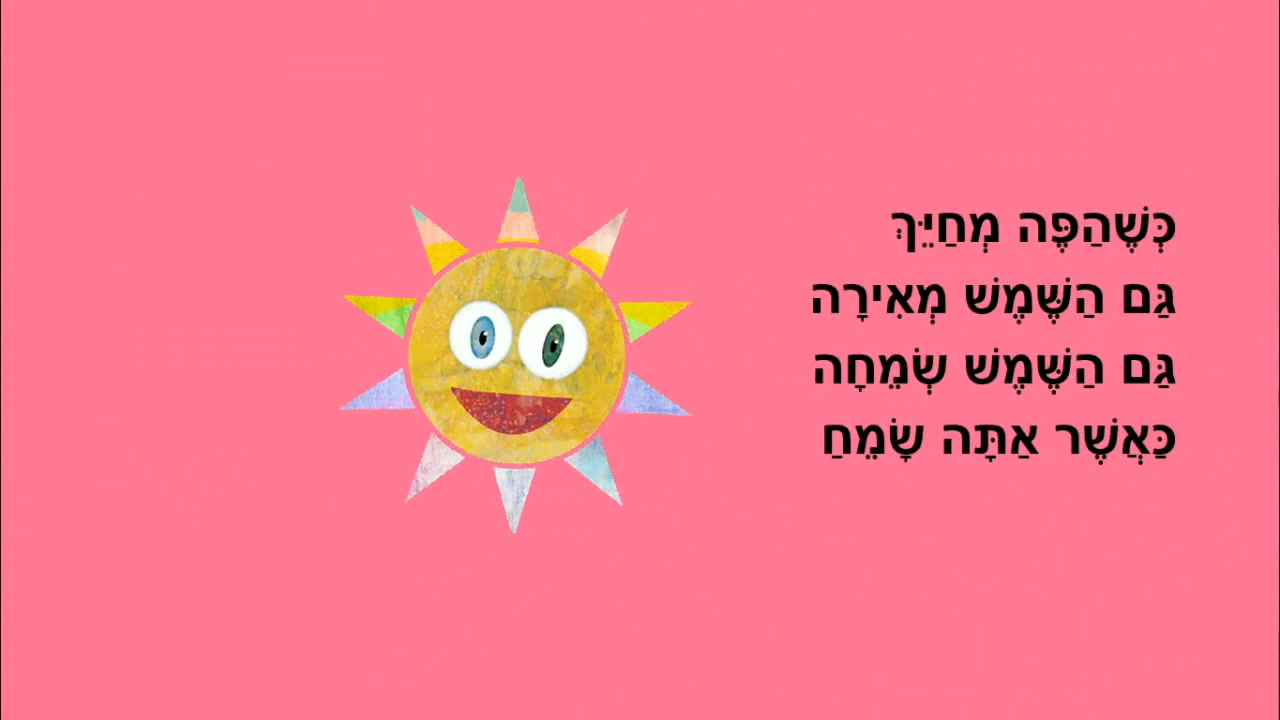 כְּשֶׁהַפֶּה מְחַיֵּךְ
גַּם הַשֶּׁמֶשׁ מְאִירָה
גַּם הַשֶּׁמֶשׁ שְׂמֵחָה
כַּאֲשֶׁר אַתָּה שָׂמֵחַ